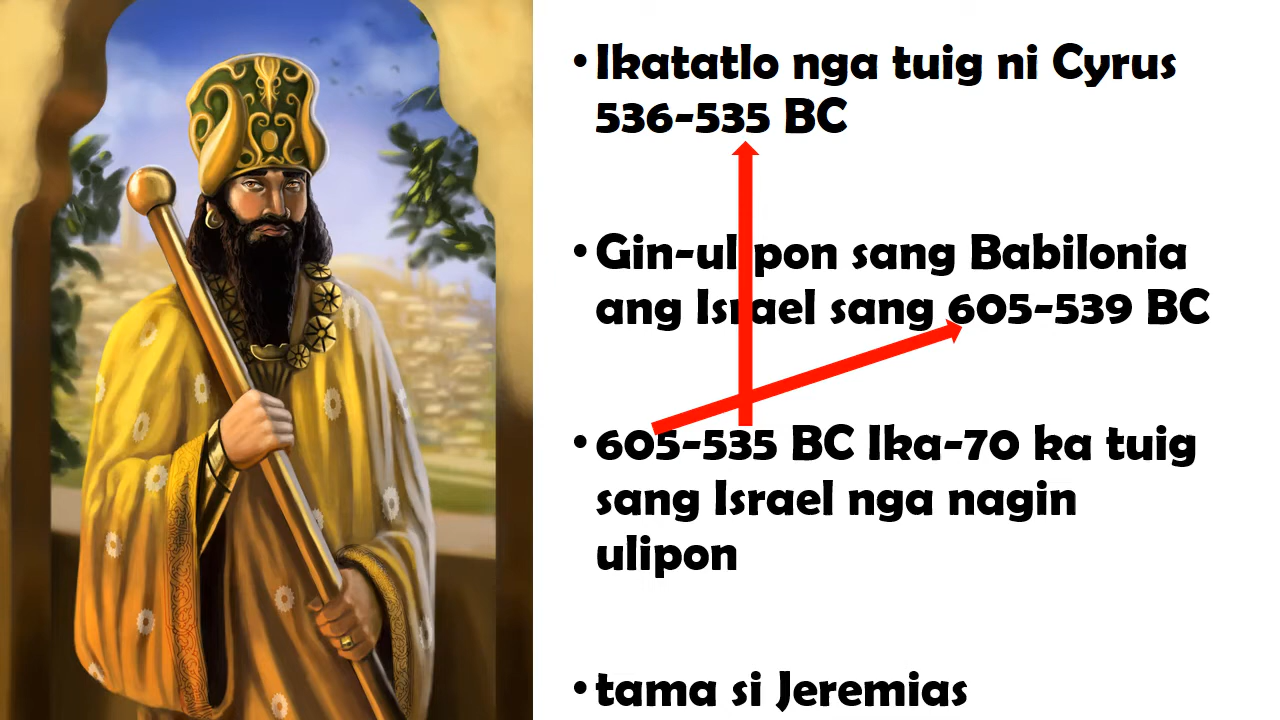 • Ikatatlo nga tuig ni Cyrus
536-535 BC
• Gin-ulipon sang Babilonia
ang Israel sang 605-539 BC
• 605-535 BC Ika-70 ka tuig
sang Israel nga nagin
ulipon
• tama si Jeremias